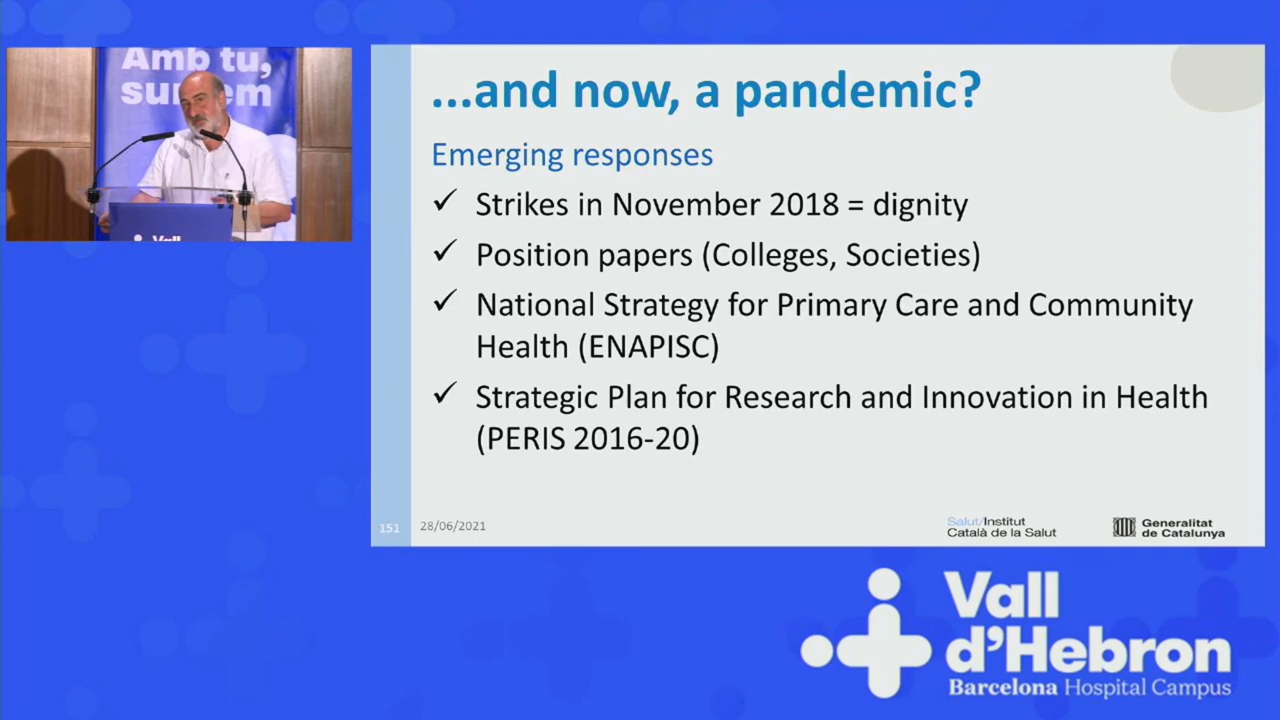 Amb tu,
...and now, a pandemic?
Emerging responses
✓ Strikes in November 2018 = dignity
✓ Position papers (Colleges, Societies)
✓ National Strategy for Primary Care and Community
Health (ENAPISC)
✓ Strategic Plan for Research and Innovation in Health
(PERIS 2016-20)
151
28/06/2021
Salut/Institut
Català de la Salut
Generalitat
de Catalunya
Vall
Vall
d'Hebron
Barcelona Hospital Campus